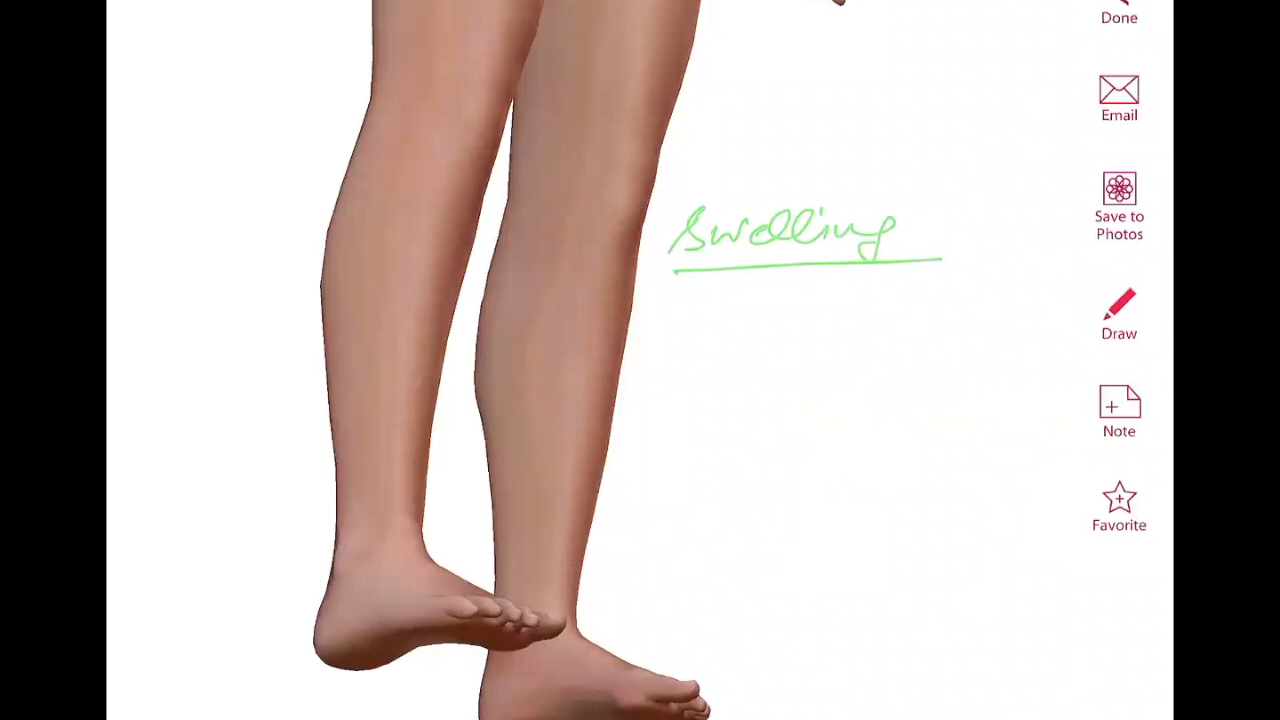 Done
Email
Save to
Photos
Swelling
Draw
Note
Favorite